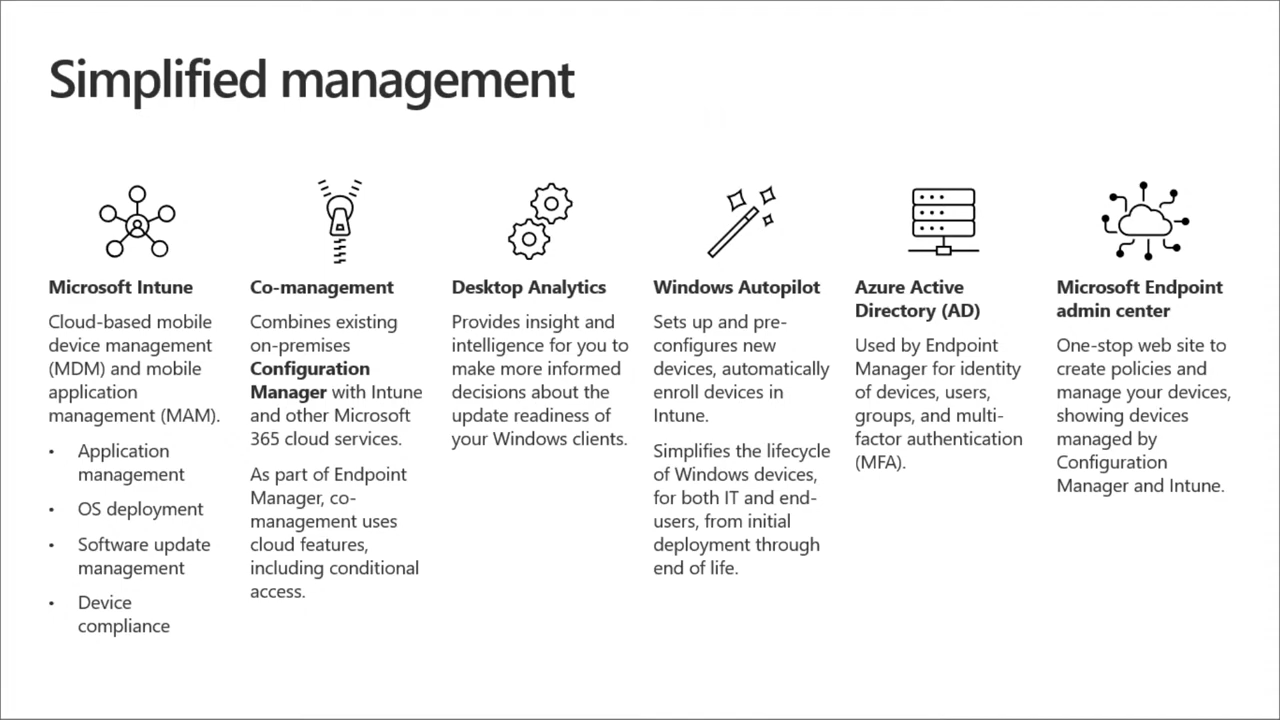 Simplified management
Microsoft Intune
Cloud-based mobile
device management
(MDM) and mobile
application
management (MAM).
• Application
management
• OS deployment
• Software update
management
• Device
compliance
Co-management
Combines existing
on-premises
Configuration
Manager with Intune
and other Microsoft
365 cloud services.
As part of Endpoint
Manager, co-
management uses
cloud features,
including conditional
access.
Desktop Analytics
Provides insight and
intelligence for you to
make more informed
decisions about the
update readiness of
your Windows clients.
Windows Autopilot
Sets up and pre-
configures new
devices, automatically
enroll devices in
Intune.
Simplifies the lifecycle
of Windows devices,
for both IT and end-
users, from initial
deployment through
end of life.
Azure Active
Directory (AD)
Used by Endpoint
Manager for identity
of devices, users,
groups, and multi-
factor authentication
(MFA).
Microsoft Endpoint
admin center
One-stop web site to
create policies and
manage your devices,
showing devices
managed by
Configuration
Manager and Intune.